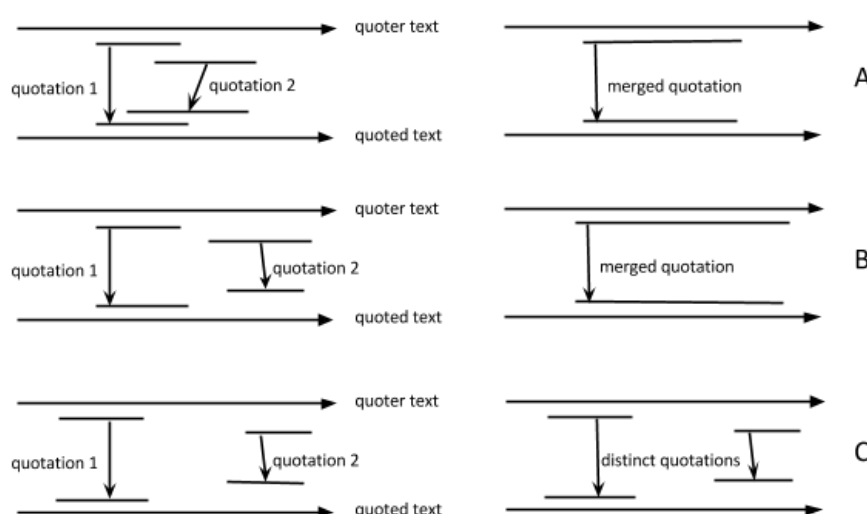 quoter text
quotation 1
quotation 2
quoted text
merged quotation
A
quoter text
quotation 1
quotation 2
quoted text
merged quotation
B
quoter text
quotation 1
quotation 2
quoted text
distinct quotations
C